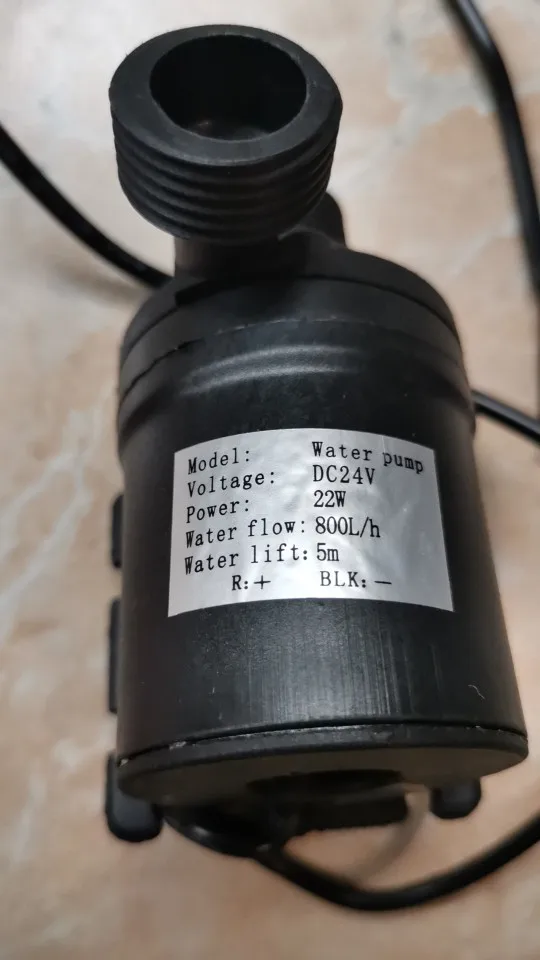 Model: Water pump
Voltage: DC24V
Power: 22W
Water flow: 800L/h
Water lift: 5m
R: + BLK: —